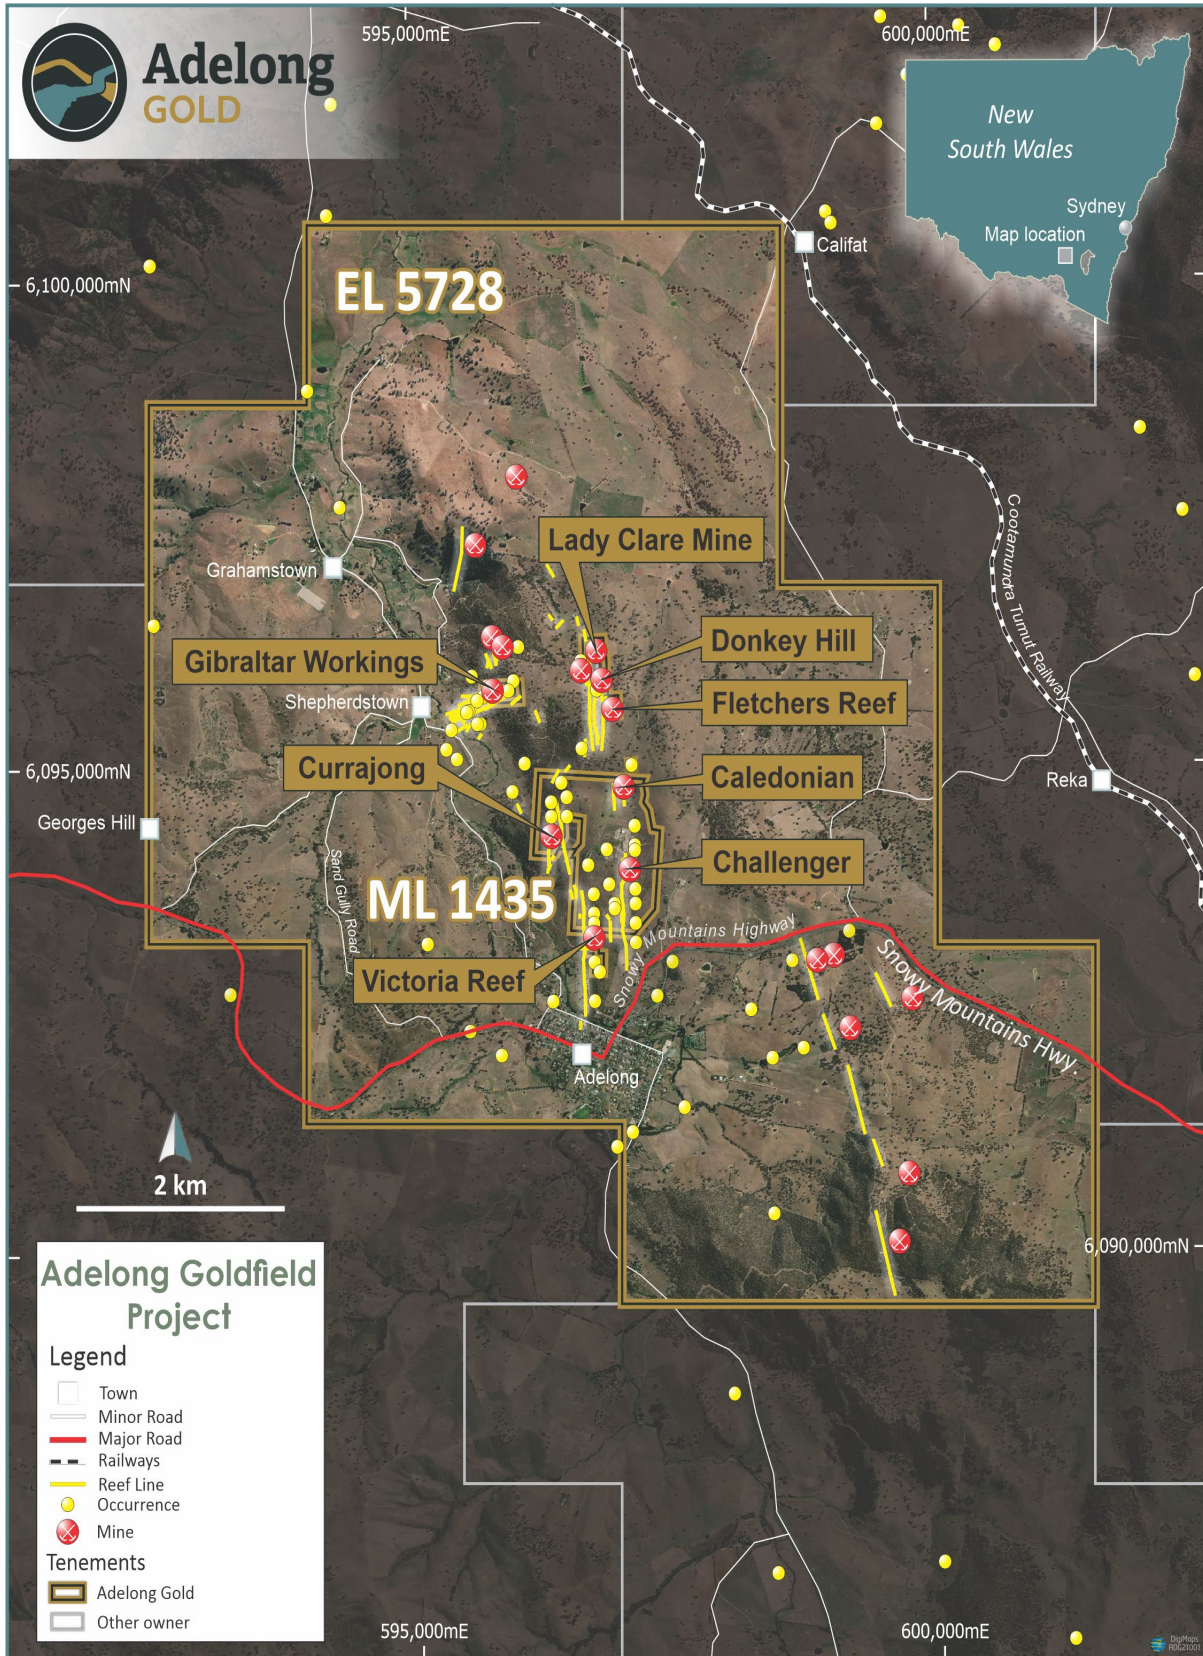 Adelong
GOLD
595,000mE
600,000mE
New
South Wales
Sydney
Map location
Califat
6,100,000mN
EL 5728
Lady Clare Mine
Grahamstown
Cootamundra Tumut Railway
Donkey Hill
Gibraltar Workings
Shepherdstown
Fletchers Reef
Currajong
Caledonian
6,095,000mN
Reka
Georges Hill
Challenger
Sand Gully Road
ML 1435
Snowy Mountains Highway
Victoria Reef
Snowy Mountains Hwy
Adelong
2 km
6,090,000mN
Adelong Goldfield
Project
Legend
Town
Minor Road
Major Road
Railways
Reef Line
Occurrence
Mine
Tenements
Adelong Gold
Other owner
595,000mE
600,000mE
DigiMaps
ROG21001